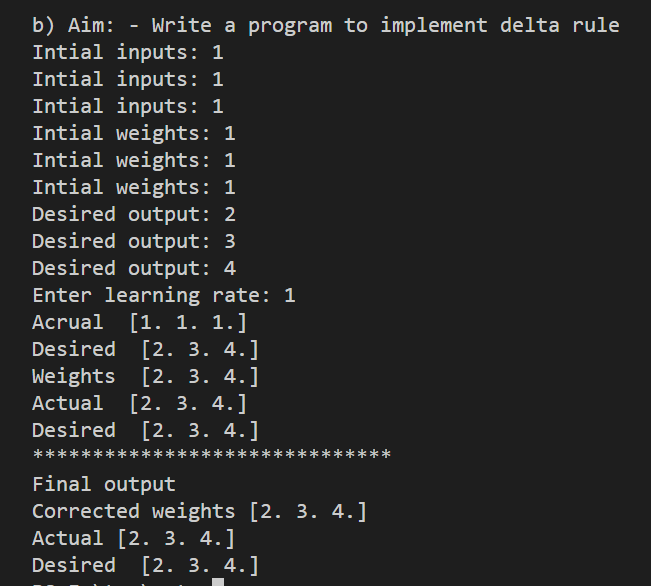 b) Aim: - Write a program to implement delta rule
Intial inputs: 1
Intial inputs: 1
Intial inputs: 1
Intial weights: 1
Intial weights: 1
Intial weights: 1
Desired output: 2
Desired output: 3
Desired output: 4
Enter learning rate: 1
Acrual  [1. 1. 1.]
Desired  [2. 3. 4.]
Weights  [2. 3. 4.]
Actual  [2. 3. 4.]
Desired  [2. 3. 4.]
******************************
Final output
Corrected weights [2. 3. 4.]
Actual [2. 3. 4.]
Desired  [2. 3. 4.]